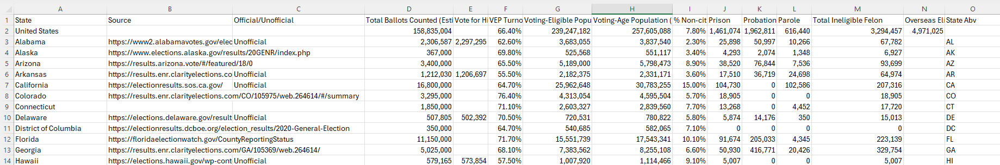 A B C D E F G H I J K L M N O
1 State Source Official/Unofficial Total Ballots Counted (Esti Vote for Hi VEP Turno Voting-Eligible Popu Voting-Age Population ( % Non-cit Prison Probation Parole Total Ineligible Felon Overseas Eli State Abv
2 United States 158,835,004 66.40% 239,247,182 257,605,088 7.80% 1,461,074 1,962,811 616,440 3,294,457 4,971,025
3 Alabama https://www2.alabamavotes.gov/elec Unofficial 2,306,587 2,297,295 62.60% 3,683,055 3,837,540 2.30% 25,898 50,997 10,266 67,782 AL
4 Alaska https://www.elections.alaska.gov/results/20GENR/index.php 367,000 69.80% 525,568 551,117 3.40% 4,293 2,074 1,348 6,927 AK
5 Arizona https://results.arizona.vote/#/featured/18/0 3,400,000 65.50% 5,189,000 5,798,473 8.90% 38,520 76,844 7,536 93,699 AZ
6 Arkansas https://results.enr.clarityelections.co Unofficial 1,212,030 1,206,697 55.50% 2,182,375 2,331,171 3.60% 17,510 36,719 24,698 64,974 AR
7 California https://electionresults.sos.ca.gov/ Unofficial 16,800,000 64.70% 25,962,648 30,783,255 15.00% 104,730 0 102,586 207,316 CA
8 Colorado https://results.enr.clarityelections.com/CO/105975/web.264614/#/summary 3,295,000 76.40% 4,313,054 4,595,504 5.70% 18,905 0 0 18,905 CO
9 Connecticut 1,850,000 71.10% 2,603,327 2,839,560 7.70% 13,268 0 4,452 17,720 CT
10 Delaware https://elections.delaware.gov/result Unofficial 507,805 502,392 70.50% 720,531 780,822 5.80% 5,874 14,176 350 15,013 DE
11 District of Columbia https://electionresults.dcboe.org/election_results/2020-General-Election 350,000 64.70% 540,685 582,065 7.10% 0 0 0 0 DC
12 Florida https://floridaelectionwatch.gov/CountyReportingStatus 11,150,000 71.70% 15,551,739 17,543,341 10.10% 91,674 205,033 4,345 223,139 FL
13 Georgia https://results.enr.clarityelections.com/GA/105369/web.264614/ 5,025,000 68.10% 7,383,562 8,255,108 6.60% 50,930 416,771 20,426 329,754 GA
14 Hawaii https://elections.hawaii.gov/wp-cont Unofficial 579,165 573,854 57.50% 1,007,920 1,114,466 9.10% 5,007 0 0 5,007 HI